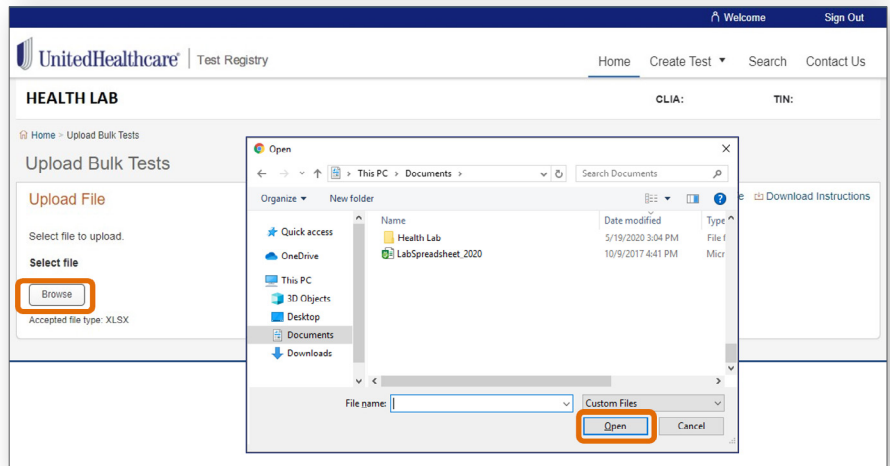 Welcome Sign Out
UnitedHealthcare® Test Registry
Home Create Test Search Contact Us
HEALTH LAB CLIA: TIN:
Home > Upload Bulk Tests
Upload Bulk Tests
Upload File
Download Instructions
Select file to upload.
Select file
Browse
Accepted file type: XLSX
Open
This PC > Documents >
Search Documents
Organize New folder
Name Date modified Type
Quick access
Health Lab 5/19/2020 3:04 PM File f
OneDrive
LabSpreadsheet_2020 10/9/2017 4:41 PM Micr
This PC
3D Objects
Desktop
Documents
Downloads
File name: Custom Files
Open Cancel